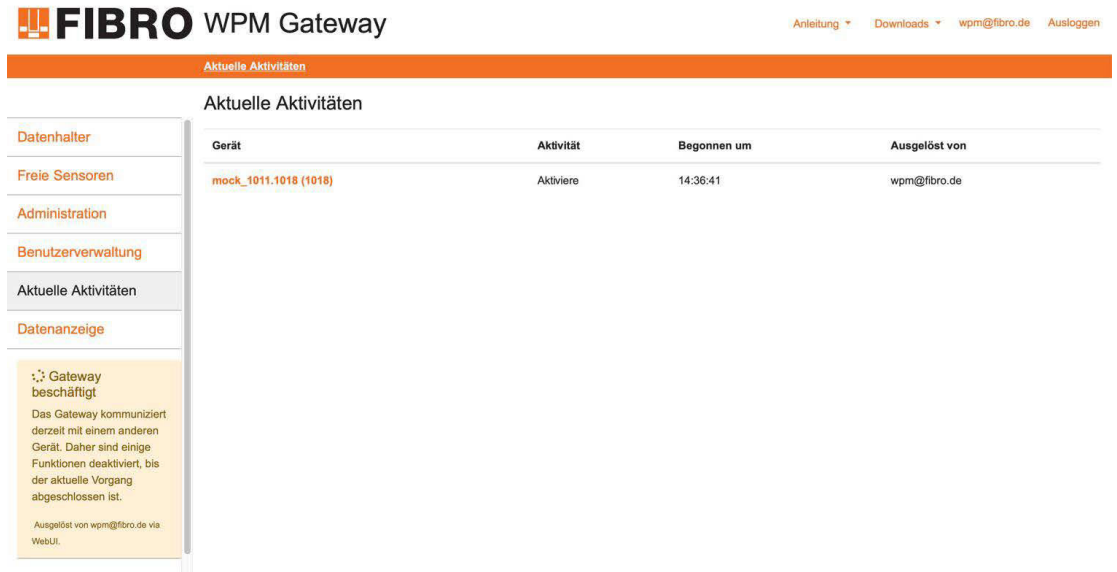 FIBRO WPM Gateway
Anleitung Downloads wpm@fibro.de Ausloggen
Aktuelle Aktivitäten
Aktuelle Aktivitäten
Datenhalter
Freie Sensoren
Administration
Benutzerverwaltung
Aktuelle Aktivitäten
Datenanzeige
Gateway
beschäftigt
Das Gateway kommuniziert
derzeit mit einem anderen
Gerät. Daher sind einige
Funktionen deaktiviert, bis
der aktuelle Vorgang
abgeschlossen ist.
Ausgelöst von wpm@fibro.de via
WebUI.
Gerät Aktivität Begonnen um Ausgelöst von
mock_1011.1018 (1018) Aktiviere 14:36:41 wpm@fibro.de